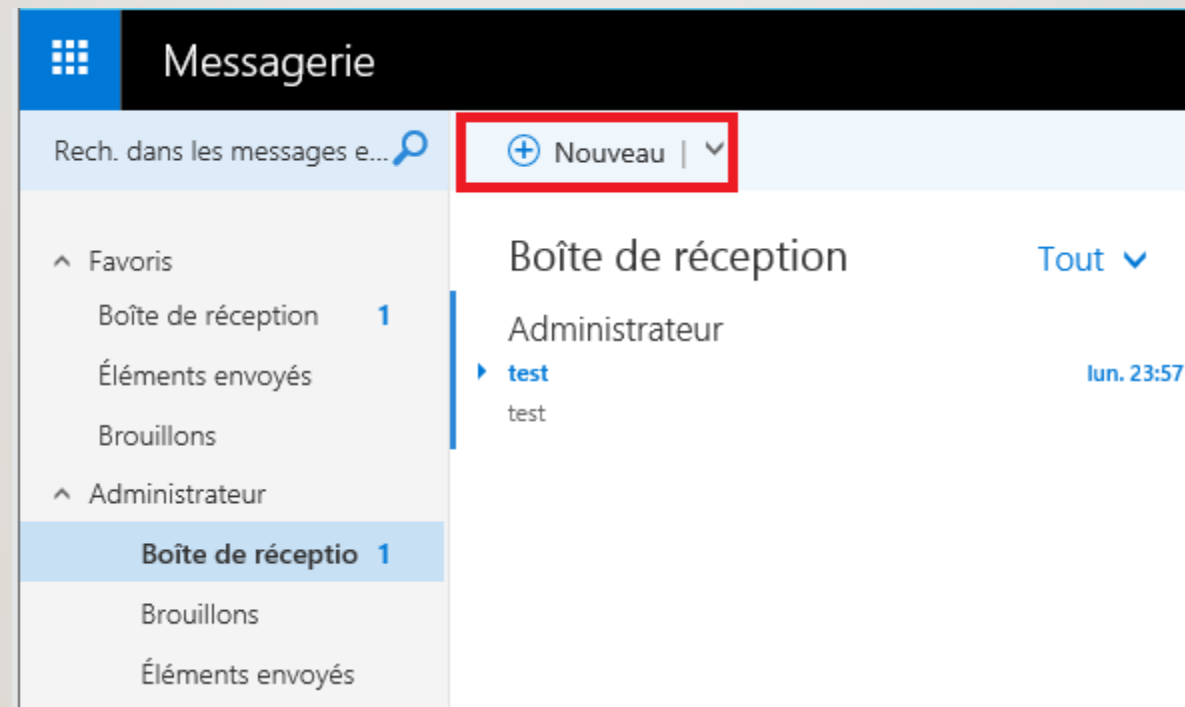 Messagerie
Rech. dans les messages e...
Nouveau |
Favoris
Boîte de réception 1
Éléments envoyés
Brouillons
Administrateur
Boîte de réceptio 1
Brouillons
Éléments envoyés
Boîte de réception Tout
Administrateur
test lun. 23:57
test